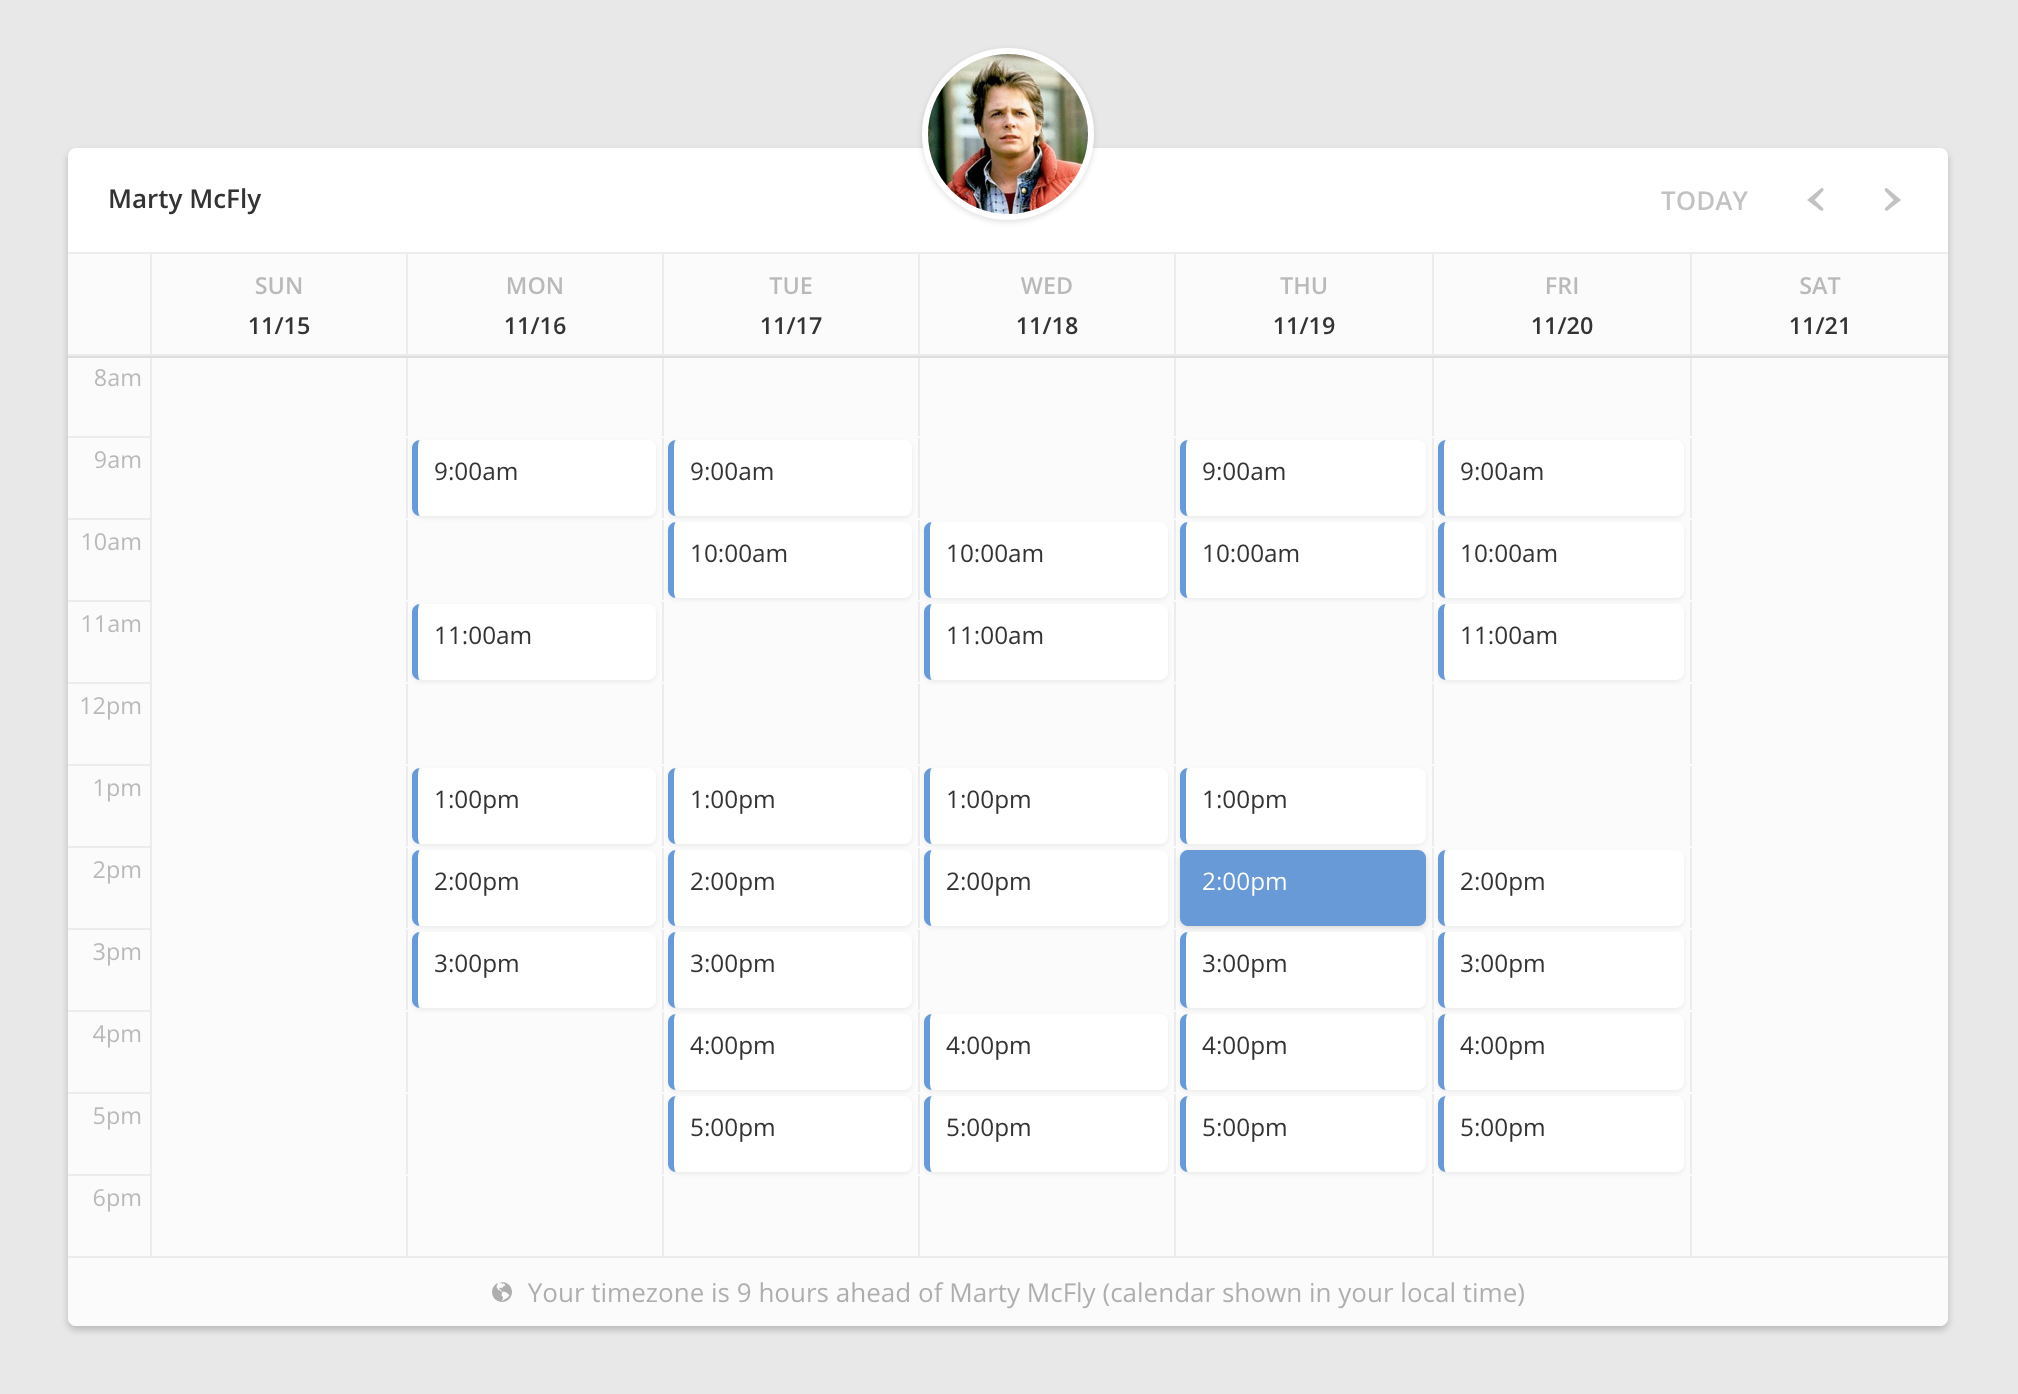 Marty McFly
TODAY
SUN MON TUE WED THU FRI SAT
11/15 11/16 11/17 11/18 11/19 11/20 11/21
8am
9am 9:00am 9:00am 9:00am 9:00am
10am 10:00am 10:00am 10:00am 10:00am
11am 11:00am 11:00am 11:00am
12pm
1pm 1:00pm 1:00pm 1:00pm 1:00pm
2pm 2:00pm 2:00pm 2:00pm 2:00pm 2:00pm
3pm 3:00pm 3:00pm 3:00pm 3:00pm
4pm 4:00pm 4:00pm 4:00pm 4:00pm
5pm 5:00pm 5:00pm 5:00pm 5:00pm
6pm
Your timezone is 9 hours ahead of Marty McFly (calendar shown in your local time)